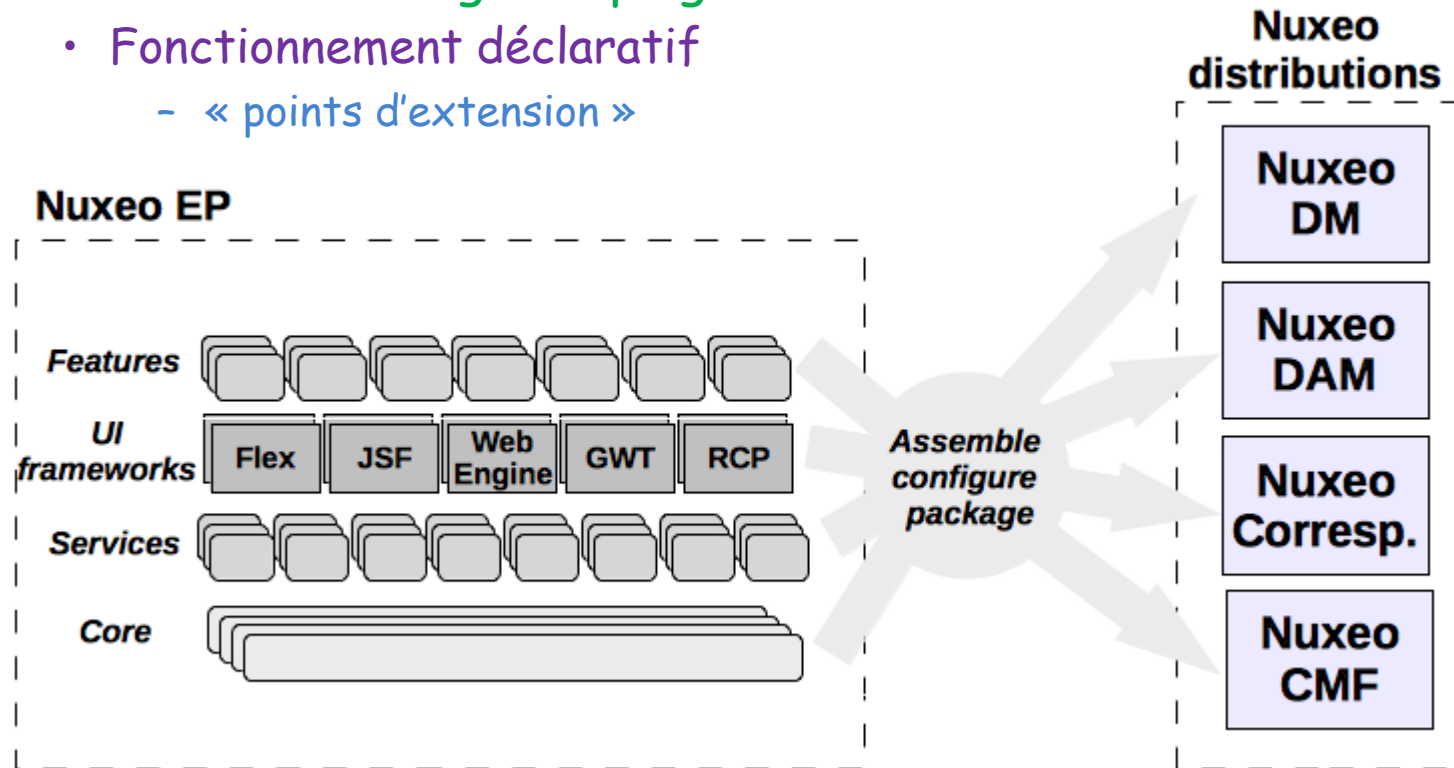 • Fonctionnement déclaratif
– « points d'extension »
Nuxeo EP
Features
UI
frameworks
Flex
JSF
Web
Engine
GWT
RCP
Services
Core
Assemble
configure
package
Nuxeo
distributions
Nuxeo
DM
Nuxeo
DAM
Nuxeo
Corresp.
Nuxeo
CMF